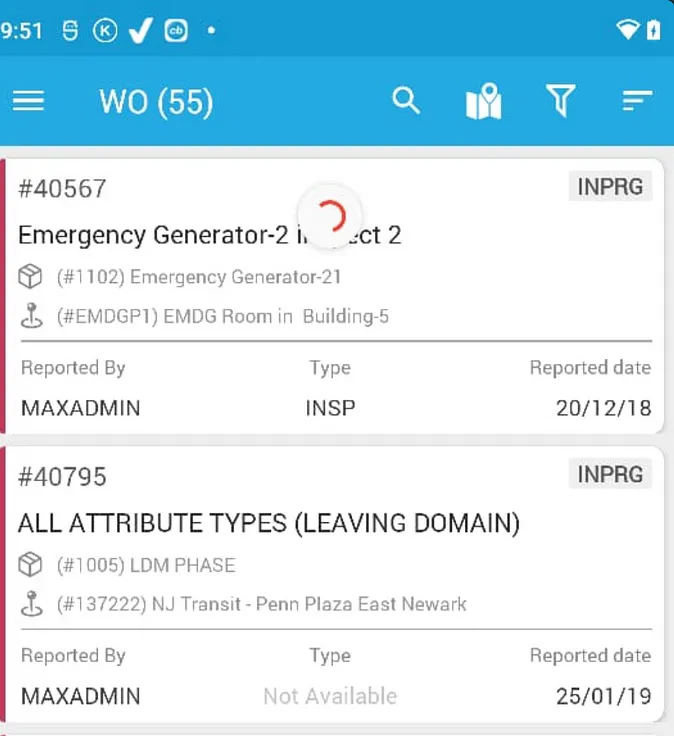 9:51
WO (55)
#40567 INPRG
Emergency Generator-2 ect 2
(#1102) Emergency Generator-21
(#EMDGP1) EMDG Room in Building-5
Reported By Type Reported date
MAXADMIN INSP 20/12/18
#40795 INPRG
ALL ATTRIBUTE TYPES (LEAVING DOMAIN)
(#1005) LDM PHASE
(#137222) NJ Transit - Penn Plaza East Newark
Reported By Type Reported date
MAXADMIN Not Available 25/01/19